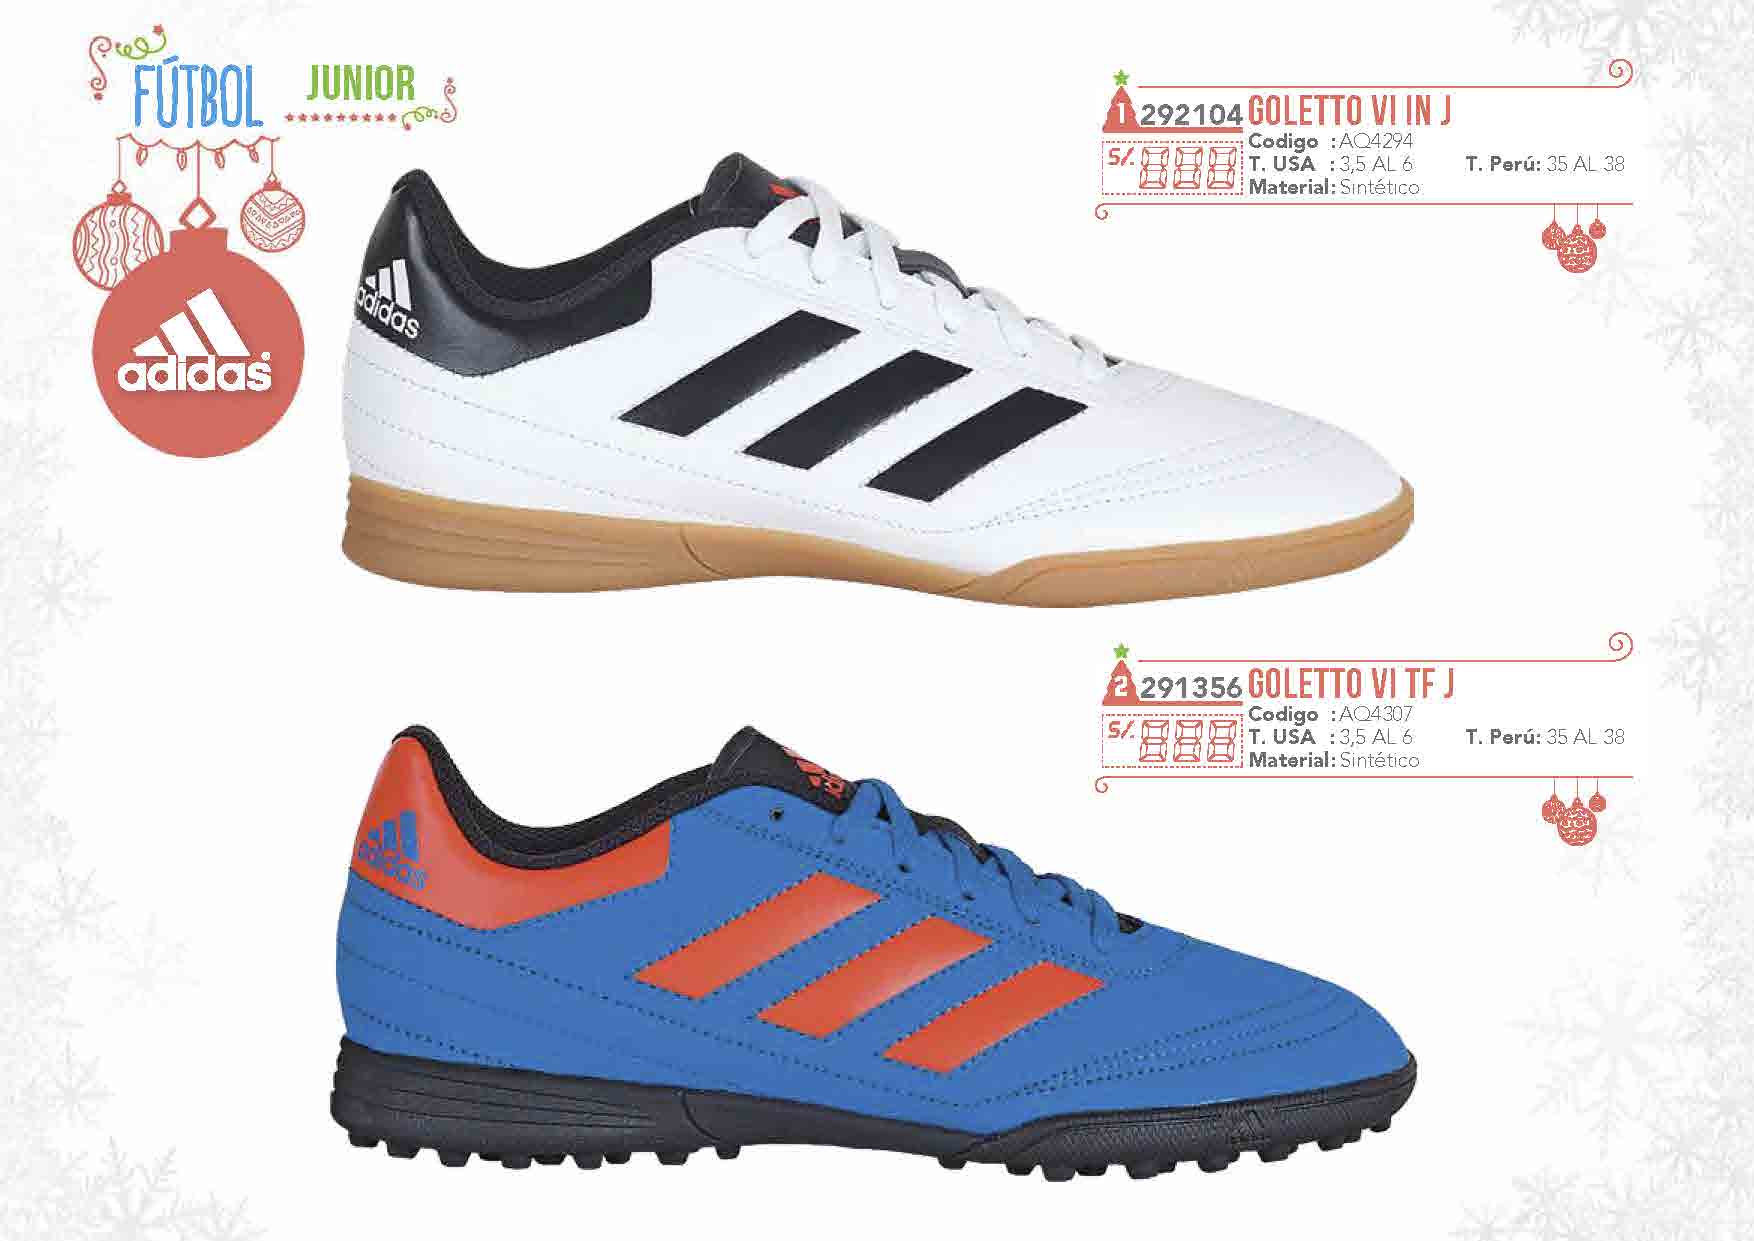 FÚTBOL JUNIOR
adidas
1 292104 GOLETTO VI IN J
Codigo : AQ4294
S/. 888
T. USA : 3,5 AL 6 T. Perú: 35 AL 38
Material: Sintético
adidas
2 291356 GOLETTO VI TF J
Codigo : AQ4307
S/. 888
T. USA : 3,5 AL 6 T. Perú: 35 AL 38
Material: Sintético
adidas